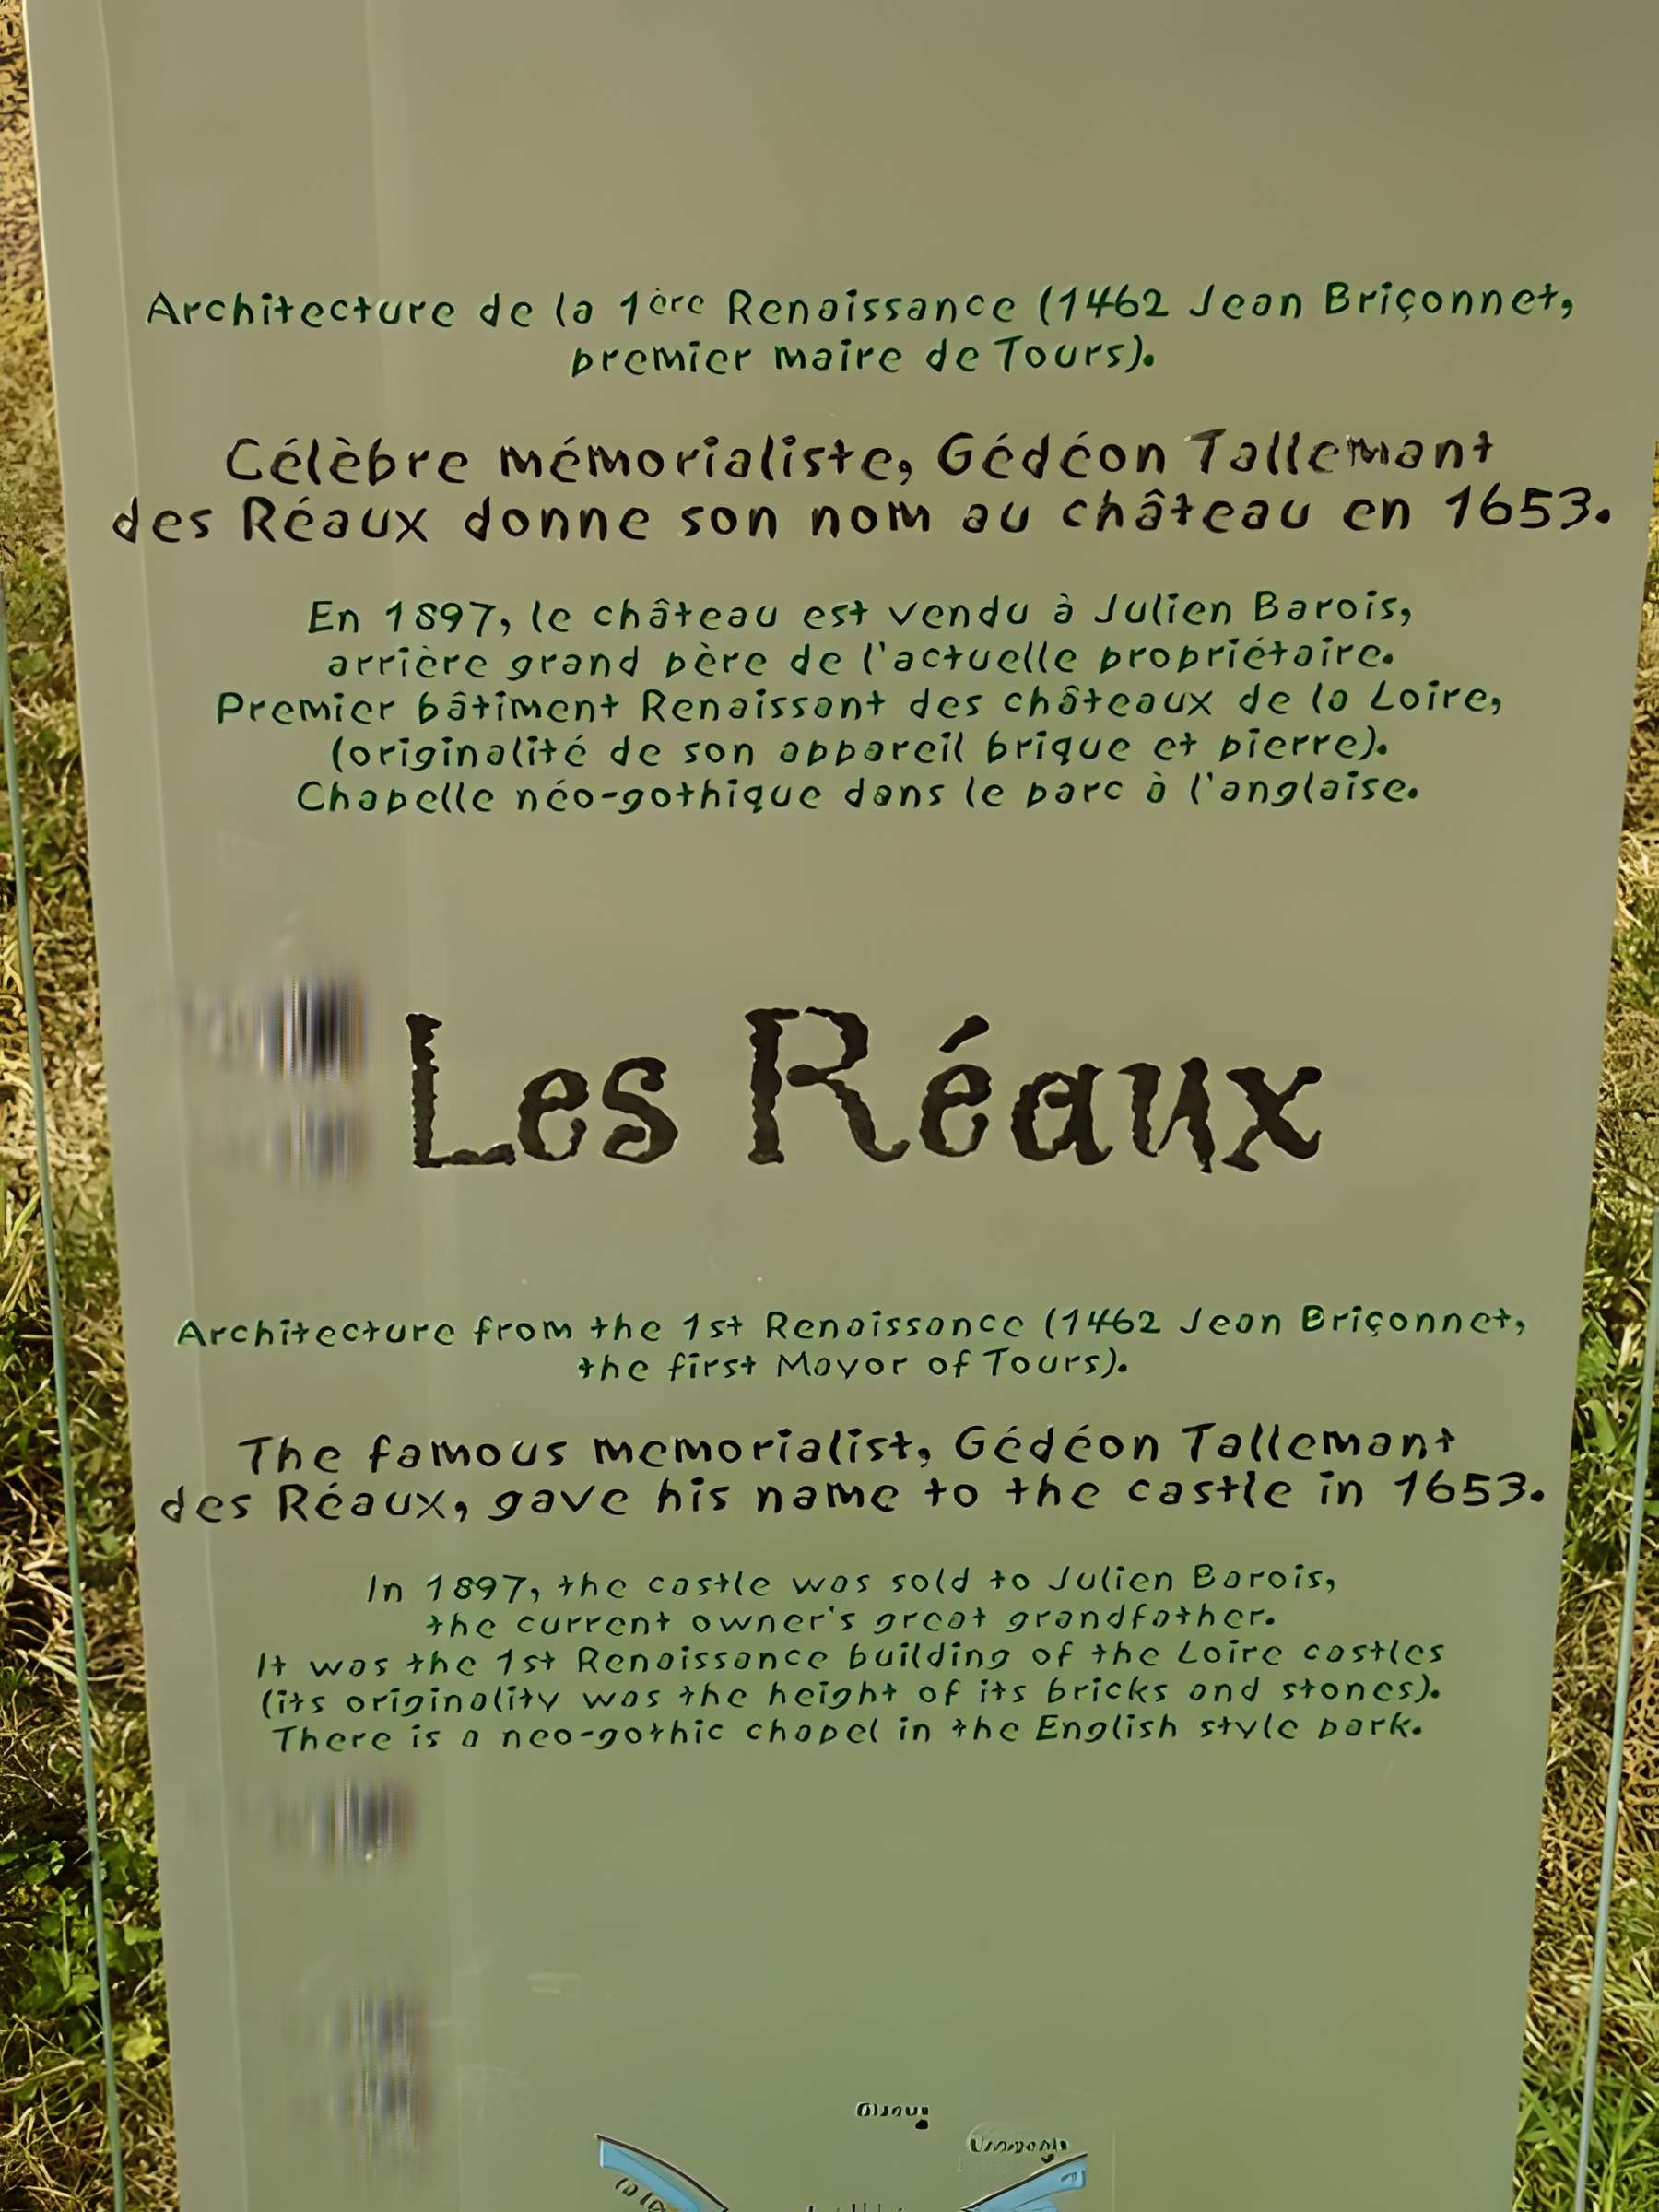 Architecture de la 1ère Renaissance (1462 Jean Briçonnet,
premier maire de Tours).
Célèbre mémorialiste, Gédéon Tallemant
des Réaux donne son nom au château en 1653.
En 1897, le château est vendu à Julien Barois,
arrière grand père de l'actuelle propriétaire.
Premier bâtiment Renaissant des châteaux de la Loire,
(originalité de son appareil brique et pierre).
Chapelle néo-gothique dans le parc à l'anglaise.
Les Réaux
Architecture from the 1st Renaissance (1462 Jean Briçonnet,
the first Mayor of Tours).
The famous memorialist, Gédéon Tallemant
des Réaux, gave his name to the castle in 1653.
In 1897, the castle was sold to Julien Barois,
the current owner's great grandfather.
It was the 1st Renaissance building of the Loire castles
(its originality was the height of its bricks and stones).
There is a neo-gothic chapel in the English style park.